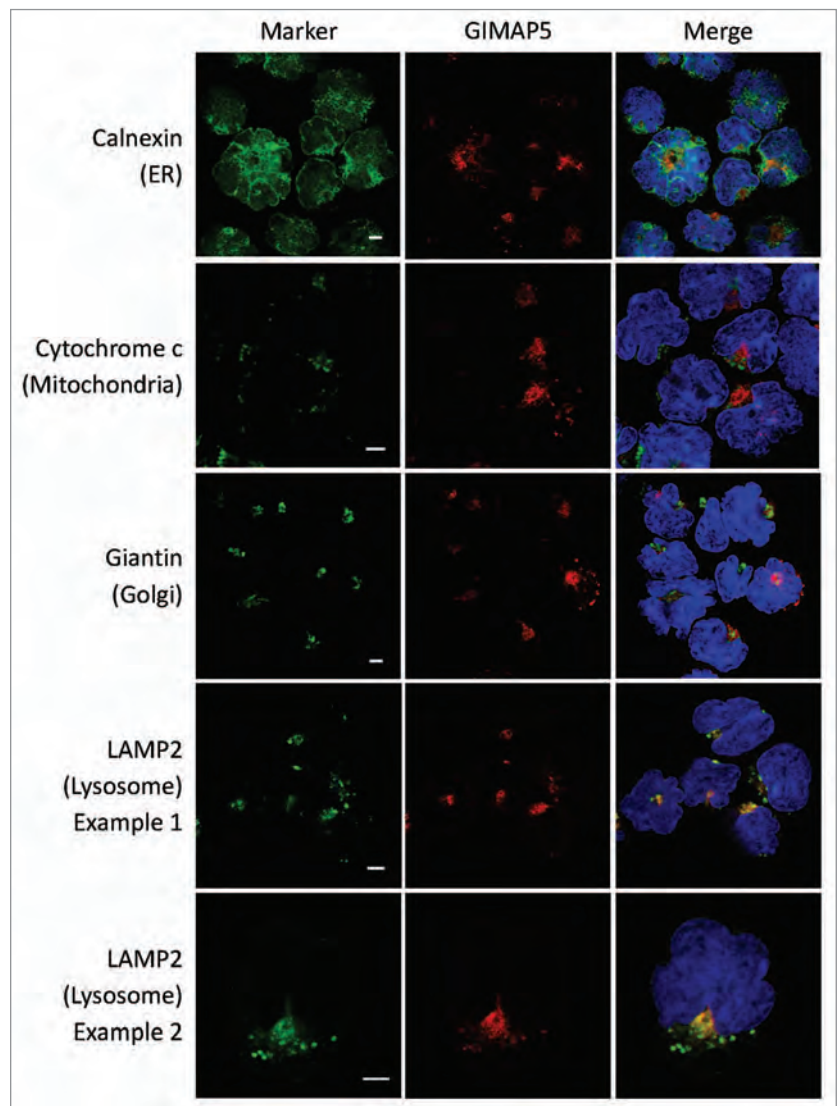 Marker GIMAP5 Merge
Calnexin
(ER)
Cytochrome c
(Mitochondria)
Giantin
(Golgi)
LAMP2
(Lysosome)
Example 1
LAMP2
(Lysosome)
Example 2